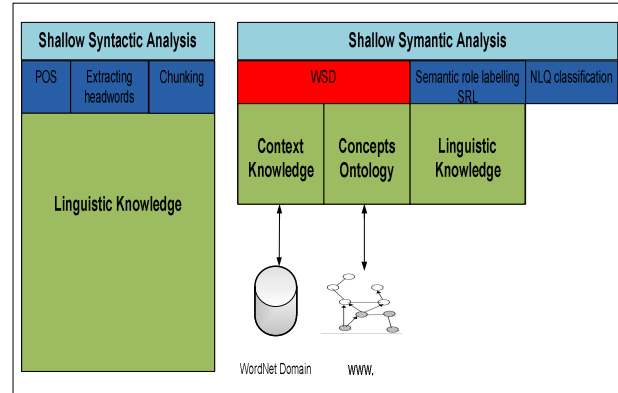 Shallow Syntactic Analysis
POS
Extracting
headwords
Chunking
Linguistic Knowledge
Shallow Symantic Analysis
WSD
Semantic role labelling
SRL
NLQ classification
Context
Knowledge
Concepts
Ontology
Linguistic
Knowledge
WordNet Domain
www.